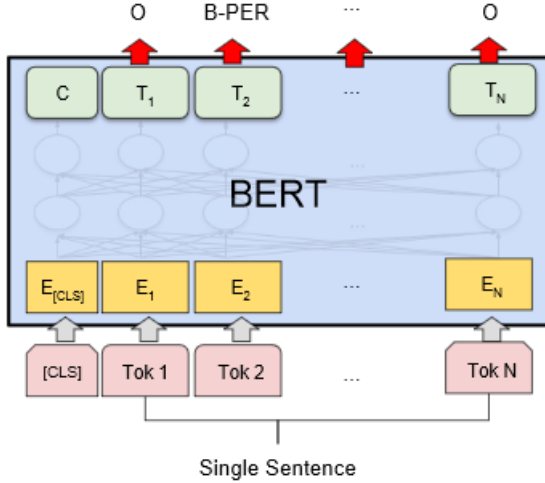 O B-PER ... O
C T1 T2 ... TN
...
BERT
...
E[CLS] E1 E2 ... EN
[CLS] Tok 1 Tok 2 ... Tok N
Single Sentence